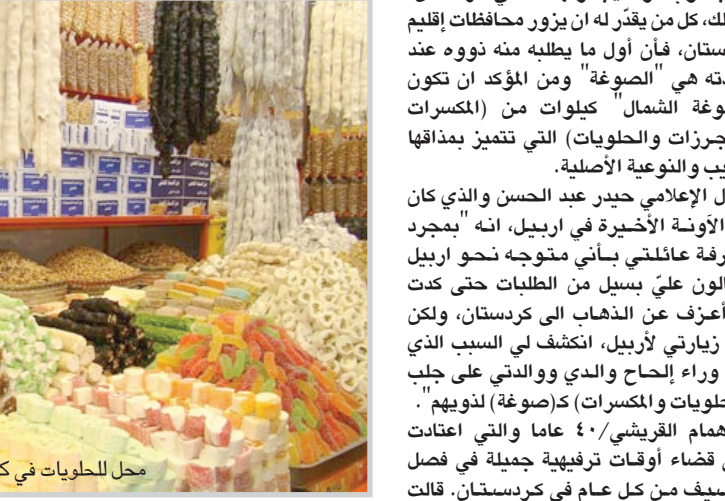 لك، كل من يقدّر له ان يزور محافظات إقليم
ستان، فأن أول ما يطلبه منه ذووه عند
دته هي "الصوغة" ومن المؤكد ان تكون
وغة الشمال" كيلوات من (المكسرات
جرزات والحلويات) التي تتميز بمذاقها
يب والنوعية الأصلية.
ل الإعلامي حيدر عبد الحسن والذي كان
الآونة الأخيرة في اربيل، انه "بمجرد
رفة عائلتي بأني متوجه نحو اربيل
الون عليّ بسيل من الطلبات حتى كدت
أعزف عن الذهاب الى كردستان، ولكن
زيارتي لأربيل، انكشف لي السبب الذي
وراء إلحاح والدي ووالدتي على جلب
حلويات والمكسرات) كـ(صوغة) لذويهم".
همام القريشي/٤٠ عاما والتي اعتادت
قضاء أوقات ترفيهية جميلة في فصل
سيف من كل عام في كردستان. قالت
محل للحلويات في ك